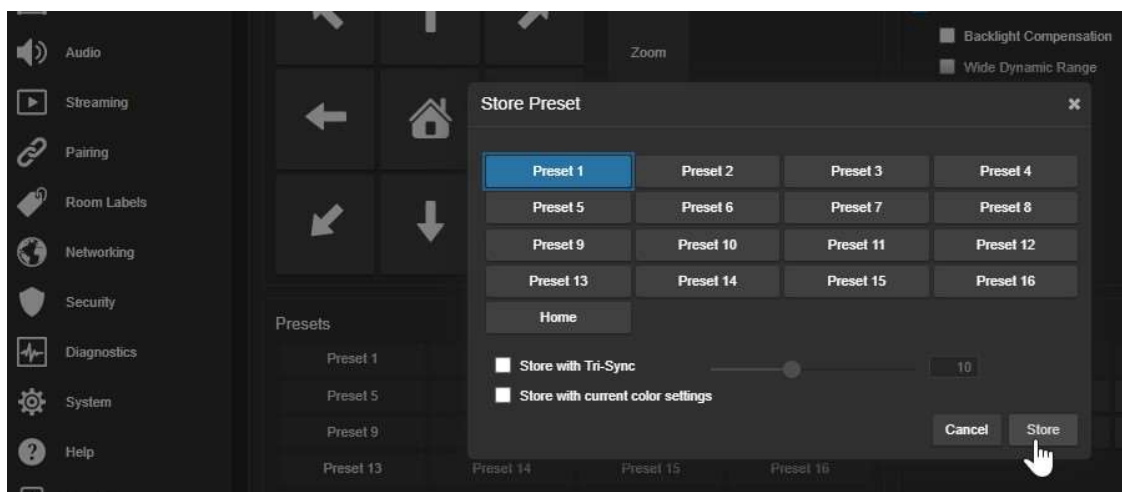 Audio
Streaming
Pairing
Room Labels
Networking
Security
Diagnostics
System
Help
Zoom
Backlight Compensation
Wide Dynamic Range
Store Preset
Preset 1 Preset 2 Preset 3 Preset 4
Preset 5 Preset 6 Preset 7 Preset 8
Preset 9 Preset 10 Preset 11 Preset 12
Preset 13 Preset 14 Preset 15 Preset 16
Home
Store with Tri-Sync 10
Store with current color settings
Cancel Store
Presets
Preset 1
Preset 5
Preset 9
Preset 13 Preset 14 Preset 15 Preset 16